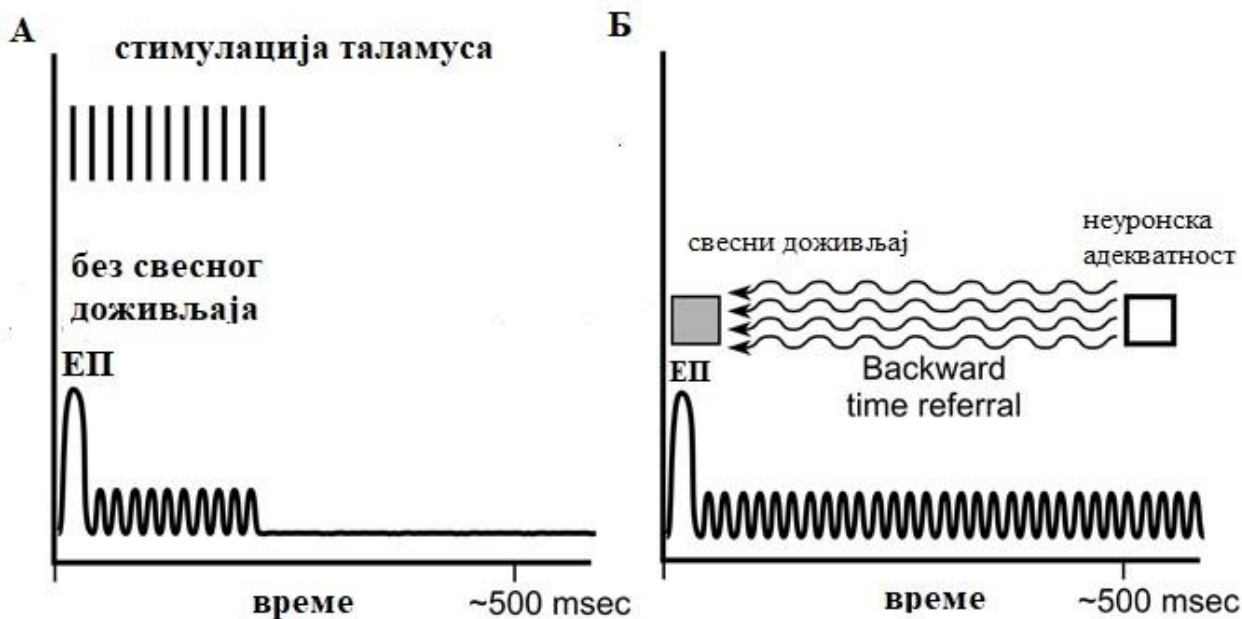 А
стимулација таламуса
без свесног
доживљаја
ЕП
време
~500 msec
Б
свесни доживљај
неуронска
адекватност
ЕП
Backward
time referral
време
~500 msec